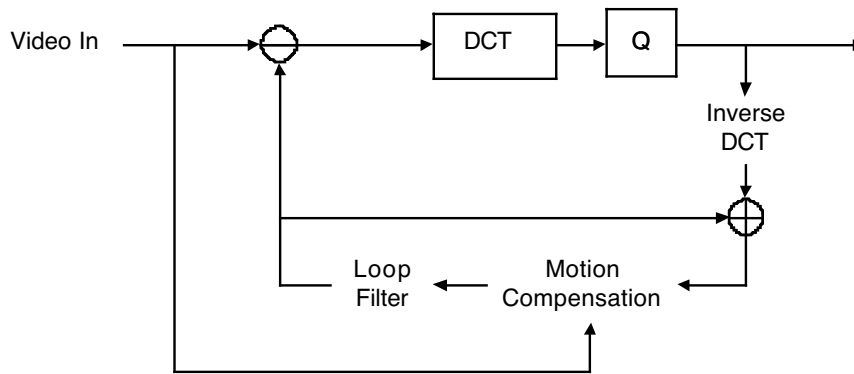 Video In
DCT
Q
Inverse
DCT
Loop
Filter
Motion
Compensation